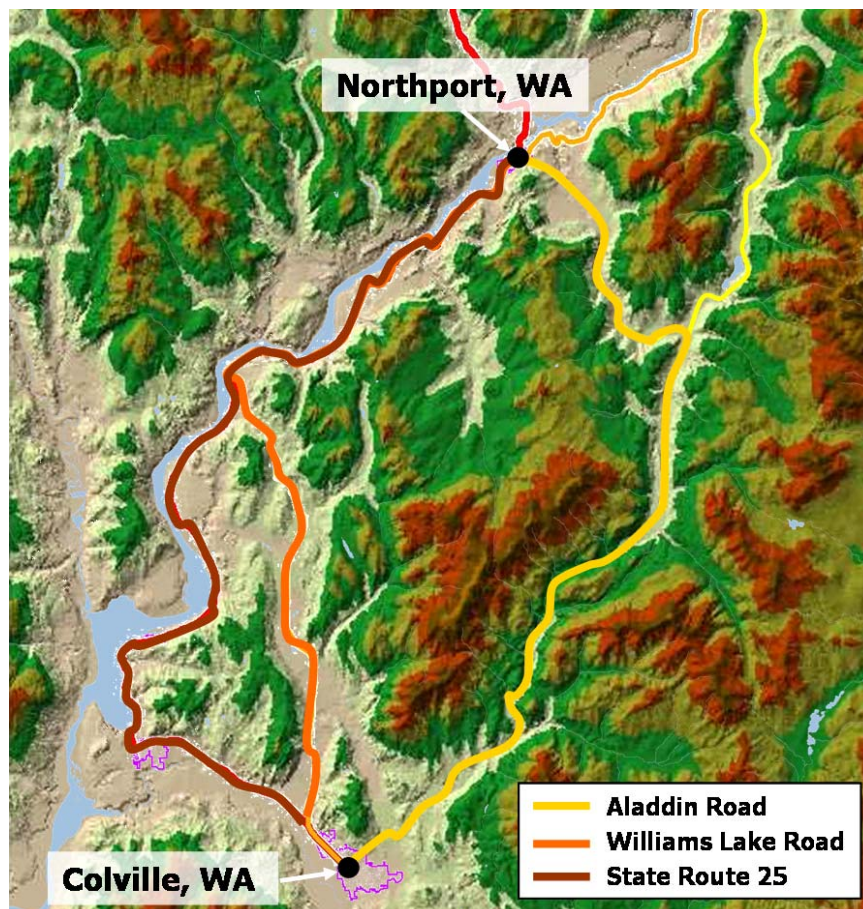 Northport, WA
Colville, WA
Aladdin Road
Williams Lake Road
State Route 25